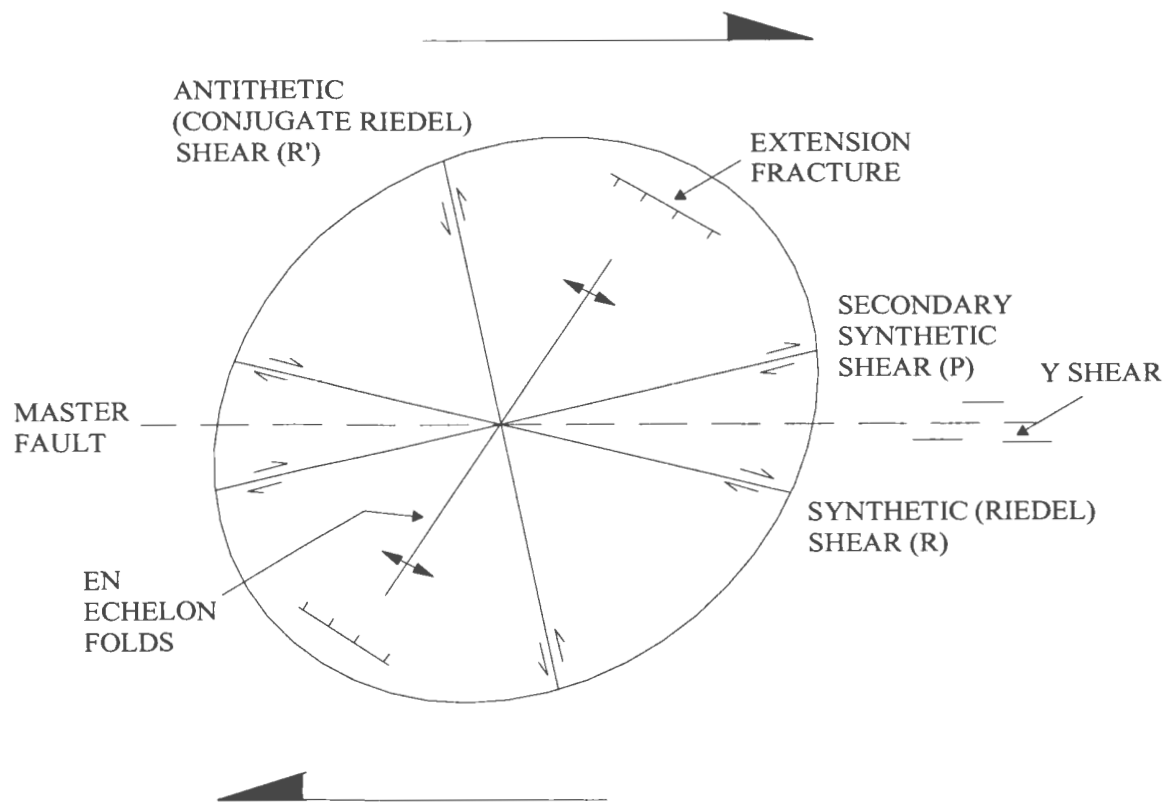 ANTITHETIC
(CONJUGATE RIEDEL)
SHEAR (R')
EXTENSION
FRACTURE
SECONDARY
SYNTHETIC
SHEAR (P)
Y SHEAR
MASTER
FAULT
SYNTHETIC (RIEDEL)
SHEAR (R)
EN
ECHELON
FOLDS